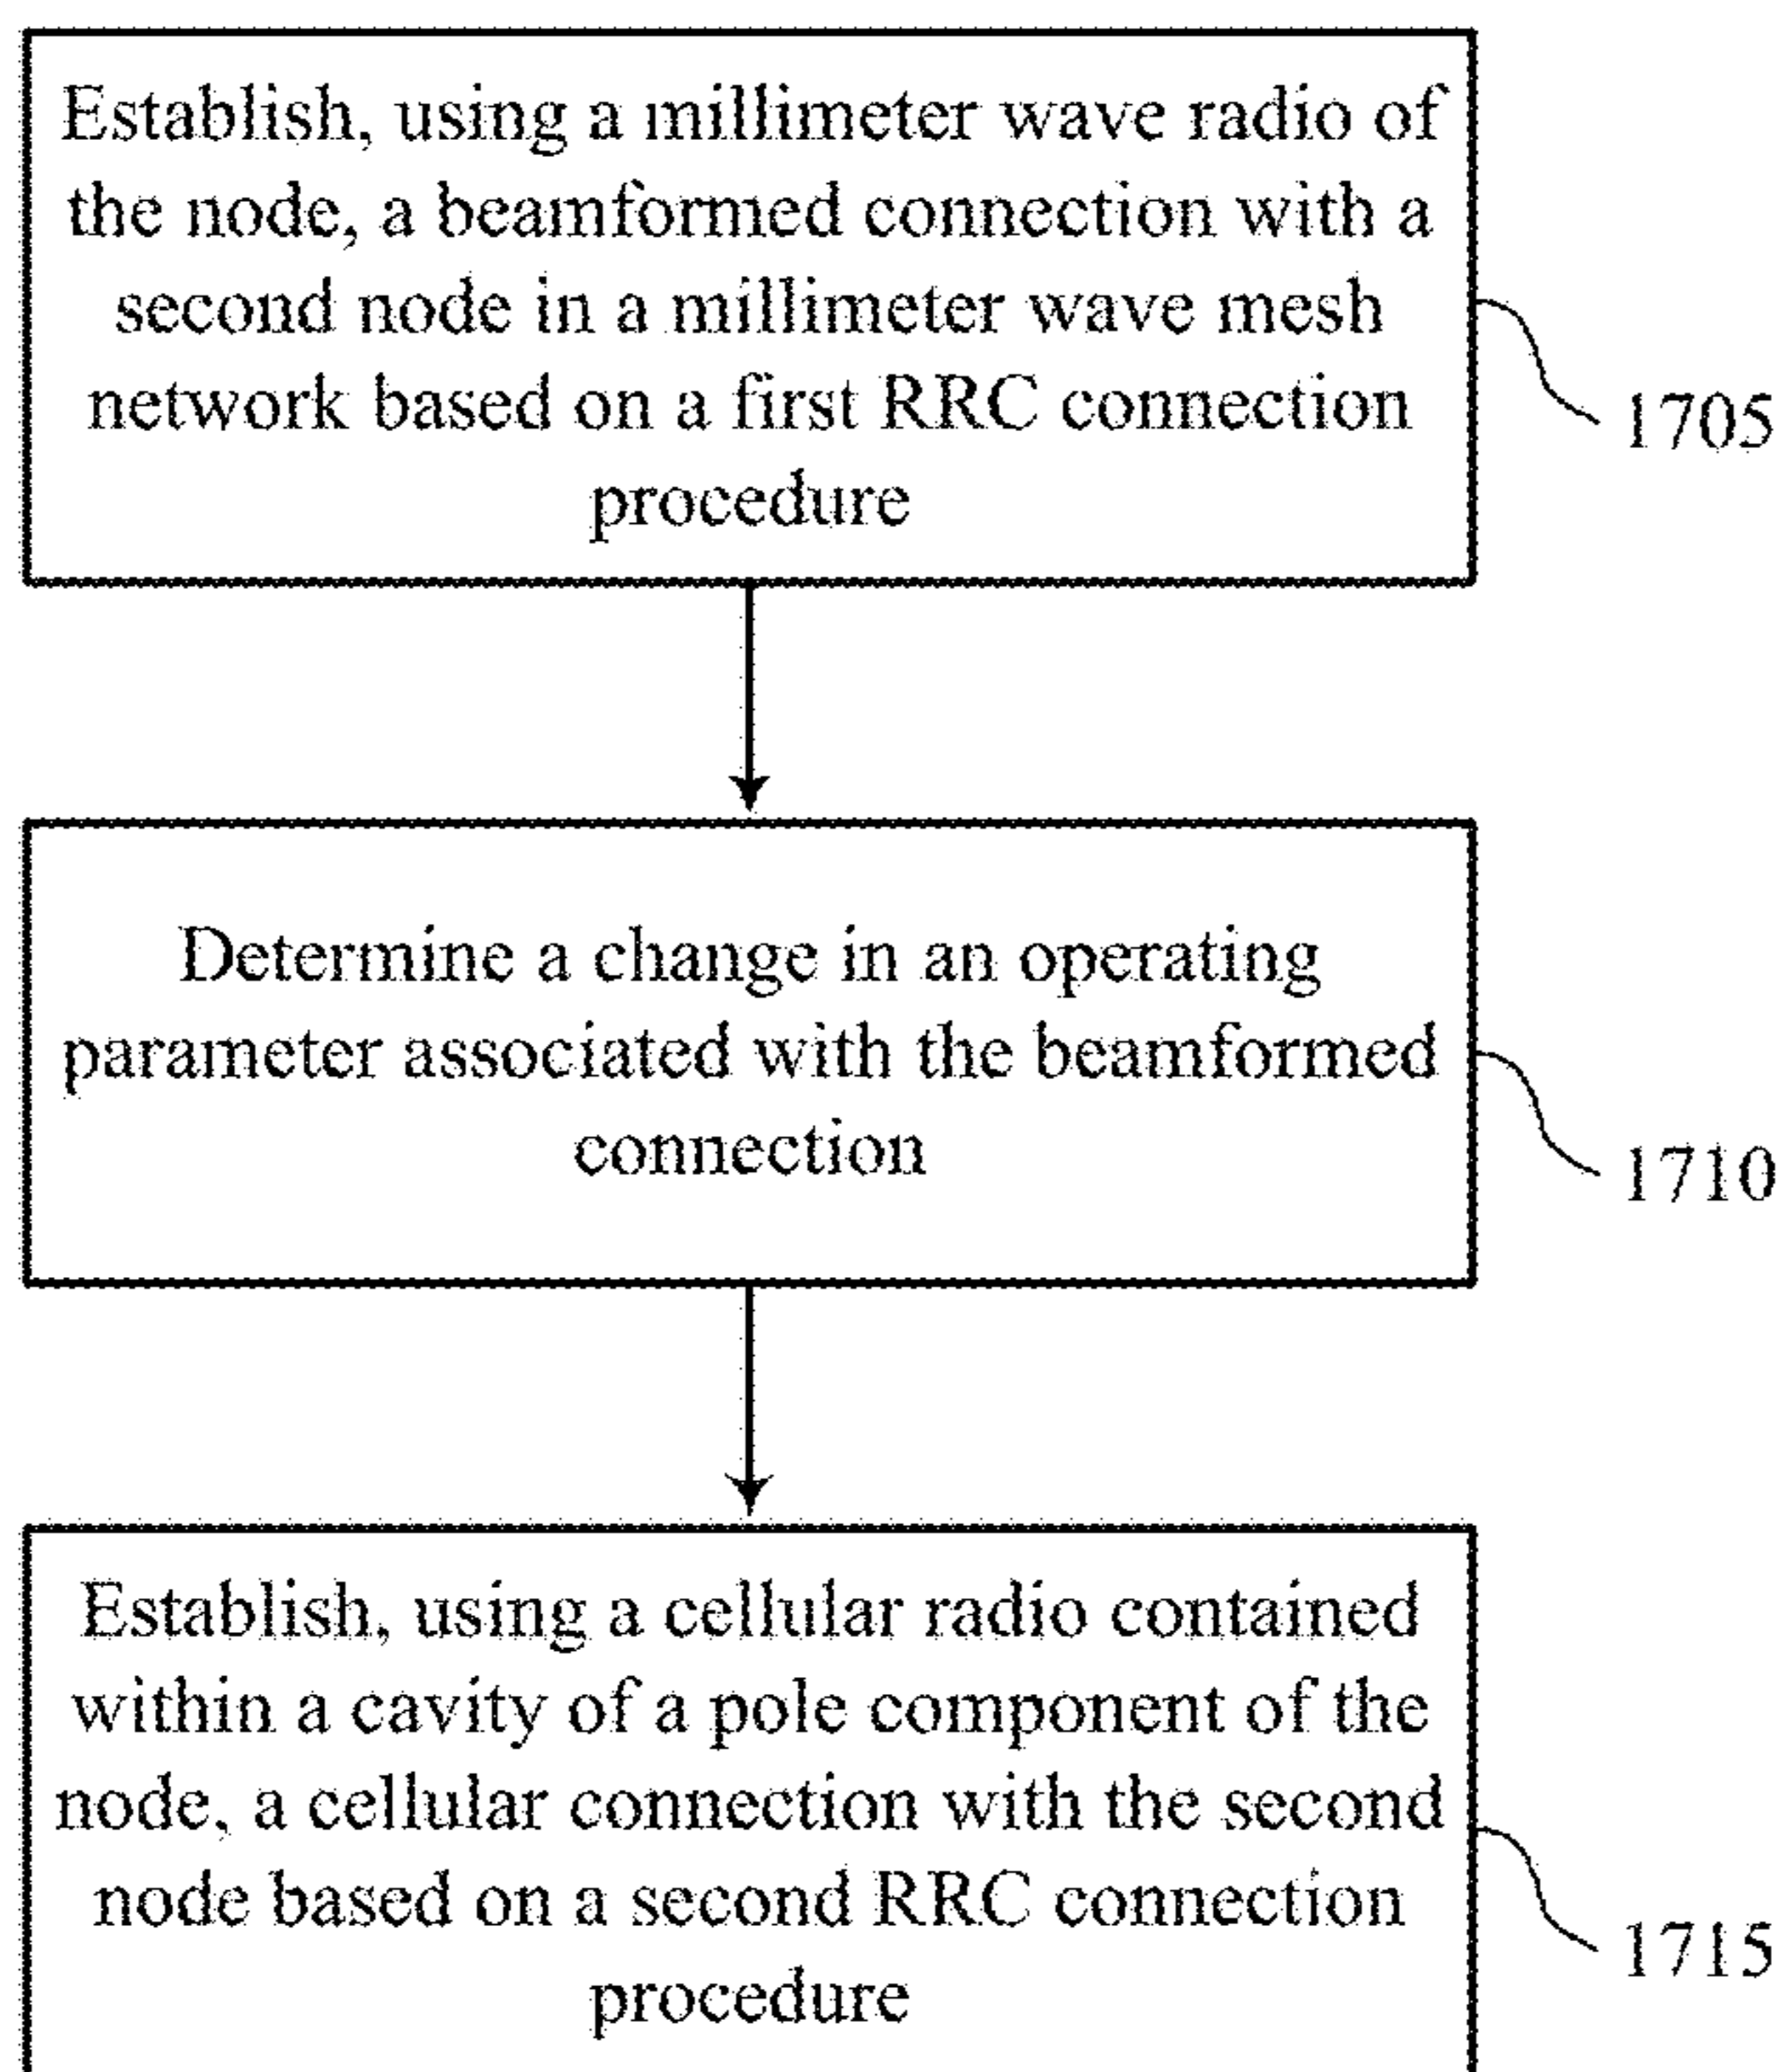 Establish, using a millimeter wave radio of
the node, a beamformed connection with a
second node in a millimeter wave mesh
network based on a first RRC connection
procedure
1705
Determine a change in an operating
parameter associated with the beamformed
connection
1710
Establish, using a cellular radio contained
within a cavity of a pole component of the
node, a cellular connection with the second
node based on a second RRC connection
procedure
1715